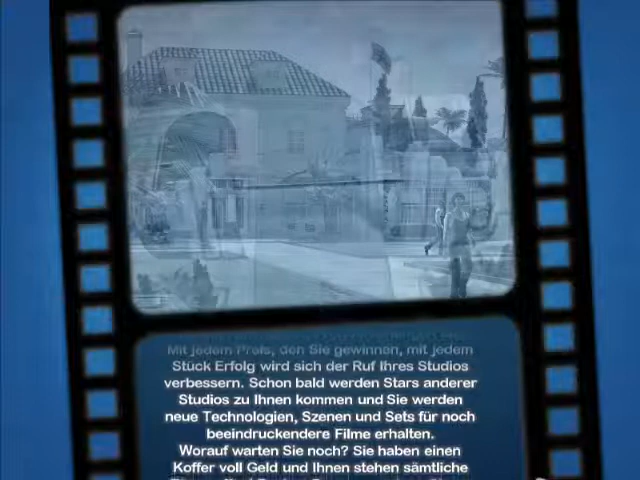 Mit jedem Preis, den Sie gewinnen, mit jedem
Stück Erfolg wird sich der Ruf Ihres Studios
verbessern. Schon bald werden Stars anderer
Studios zu Ihnen kommen und Sie werden
neue Technologien, Szenen und Sets für noch
beeindruckendere Filme erhalten.
Worauf warten Sie noch? Sie haben einen
Koffer voll Geld und Ihnen stehen sämtliche